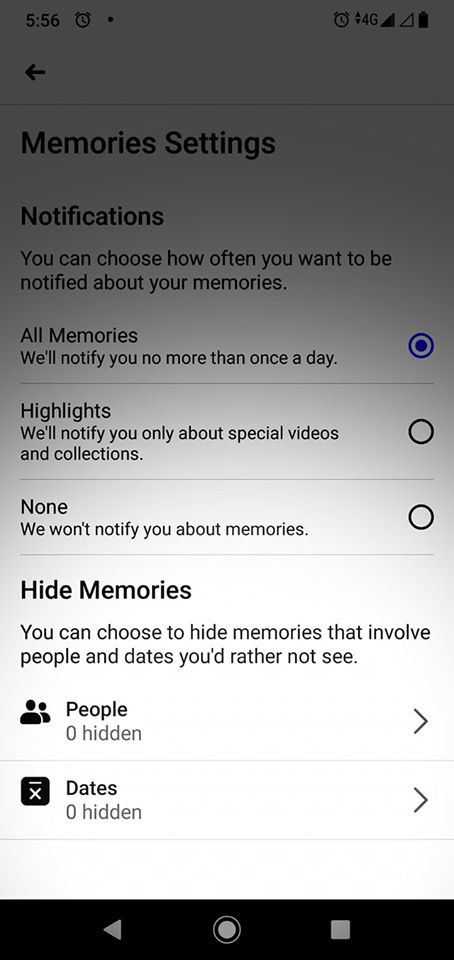 5:56
4G
Memories Settings
Notifications
You can choose how often you want to be
notified about your memories.
All Memories
We'll notify you no more than once a day.
Highlights
We'll notify you only about special videos
and collections.
None
We won't notify you about memories.
Hide Memories
You can choose to hide memories that involve
people and dates you'd rather not see.
People
0 hidden
Dates
0 hidden